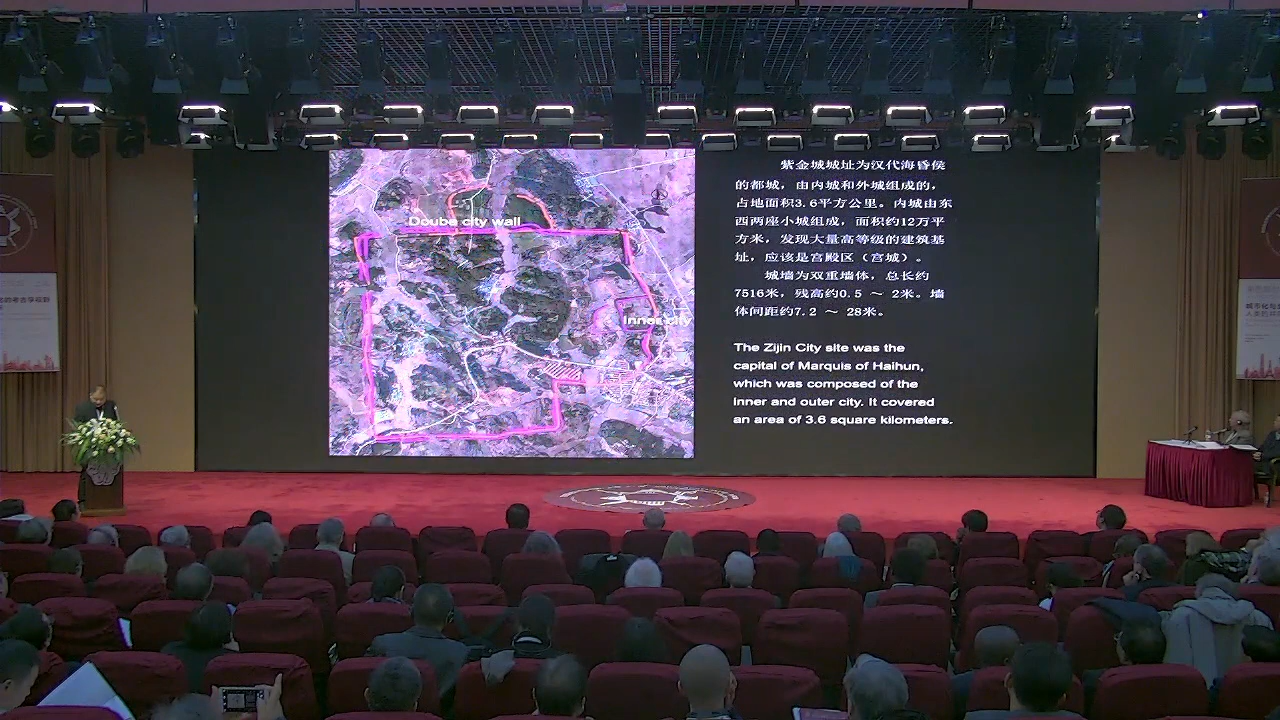 Double city wall
Inner city
紫金城城址为汉代海昏侯
的都城，由内城和外城组成的，
占地面积3.6平方公里。内城由东
西两座小城组成，面积约12万平
方米，发现大量高等级的建筑基
址，应该是宫殿区（宫城）。
城墙为双重墙体，总长约
7516米，残高约0.5 ～ 2米。墙
体间距约7.2 ～ 28米。
The Zijin City site was the
capital of Marquis of Haihun,
which was composed of the
Inner and outer city. It covered
an area of 3.6 square kilometers.